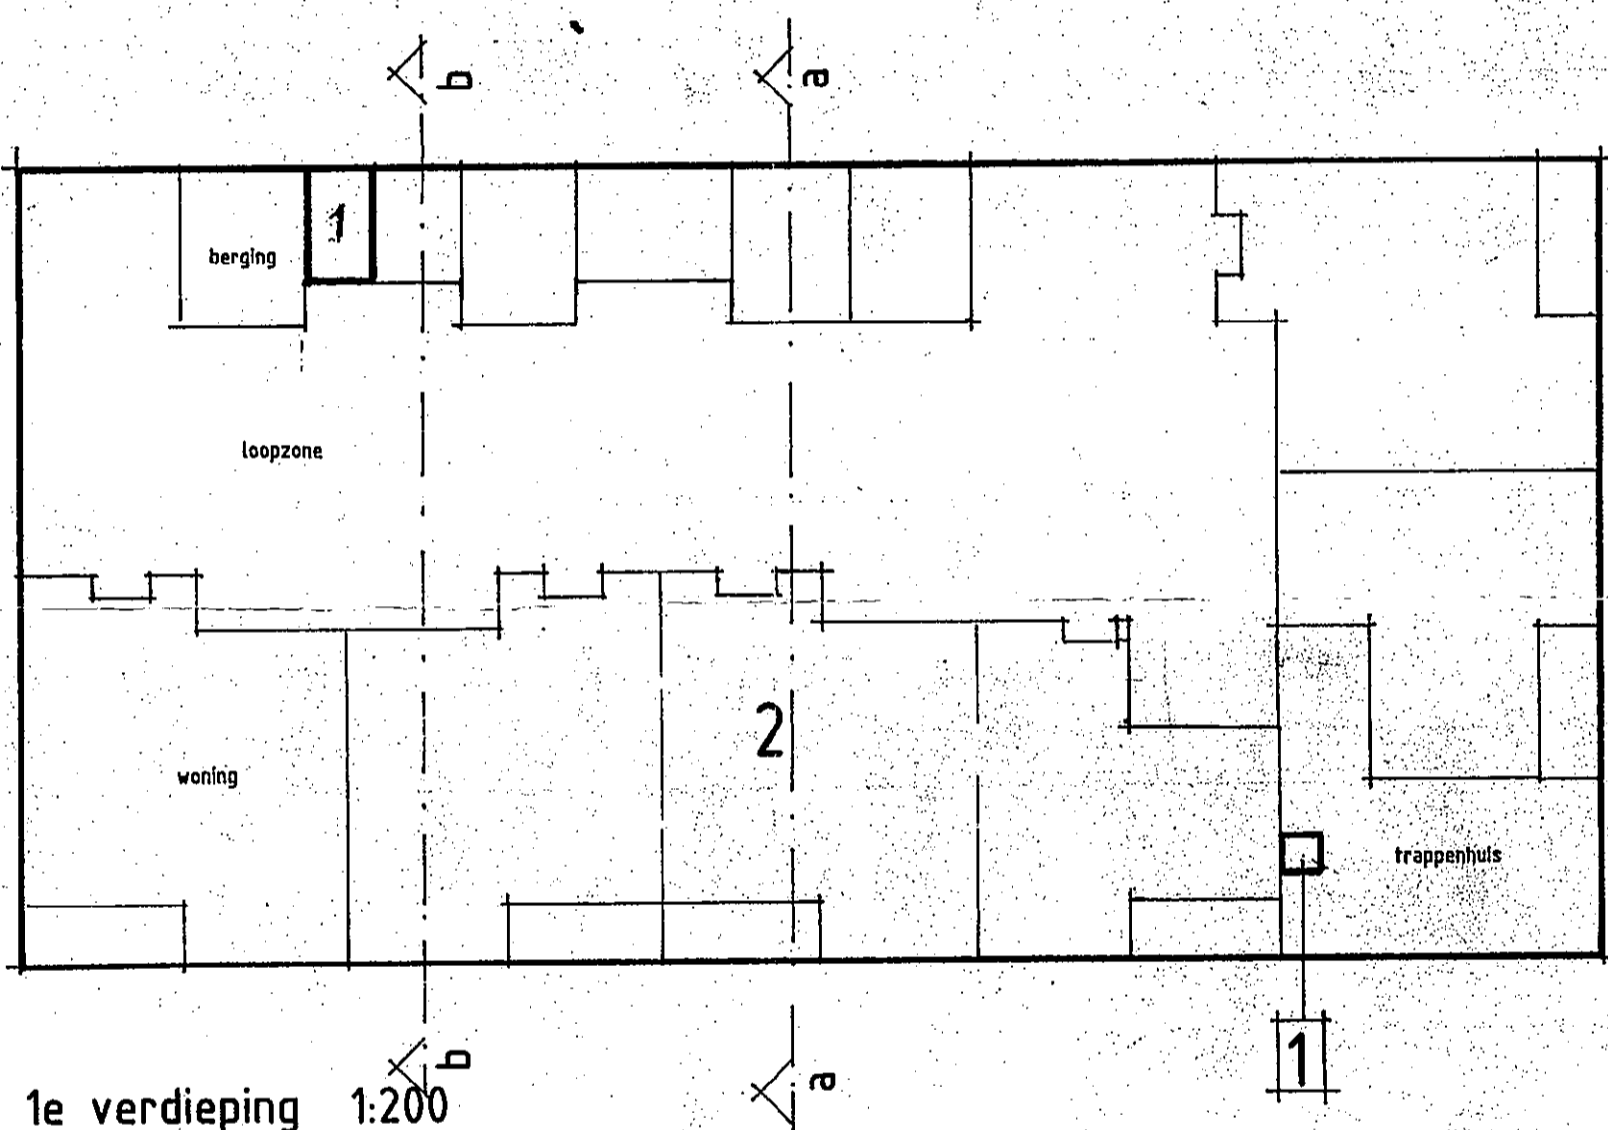 b
a
1
berging
loopzone
2
woning
trappenhuis
b
a
1
1e verdieping 1:200